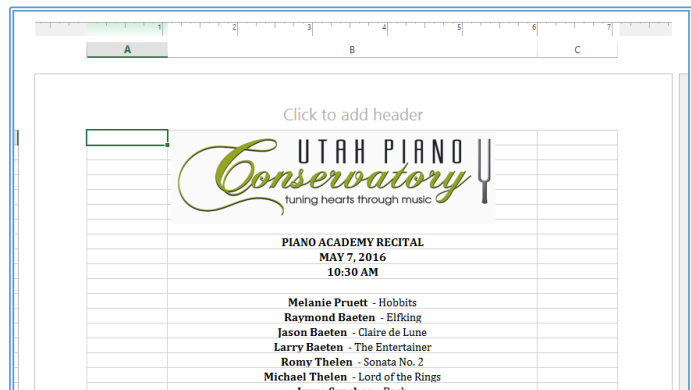 1 2 3 4 5 6 7
A B C
Click to add header
UTAH PIANO
Conservatory
tuning hearts through music
PIANO ACADEMY RECITAL
MAY 7, 2016
10:30 AM
Melanie Pruett - Hobbits
Raymond Baeten - Elfking
Jason Baeten - Claire de Lune
Larry Baeten - The Entertainer
Romy Thelen - Sonata No. 2
Michael Thelen - Lord of the Rings